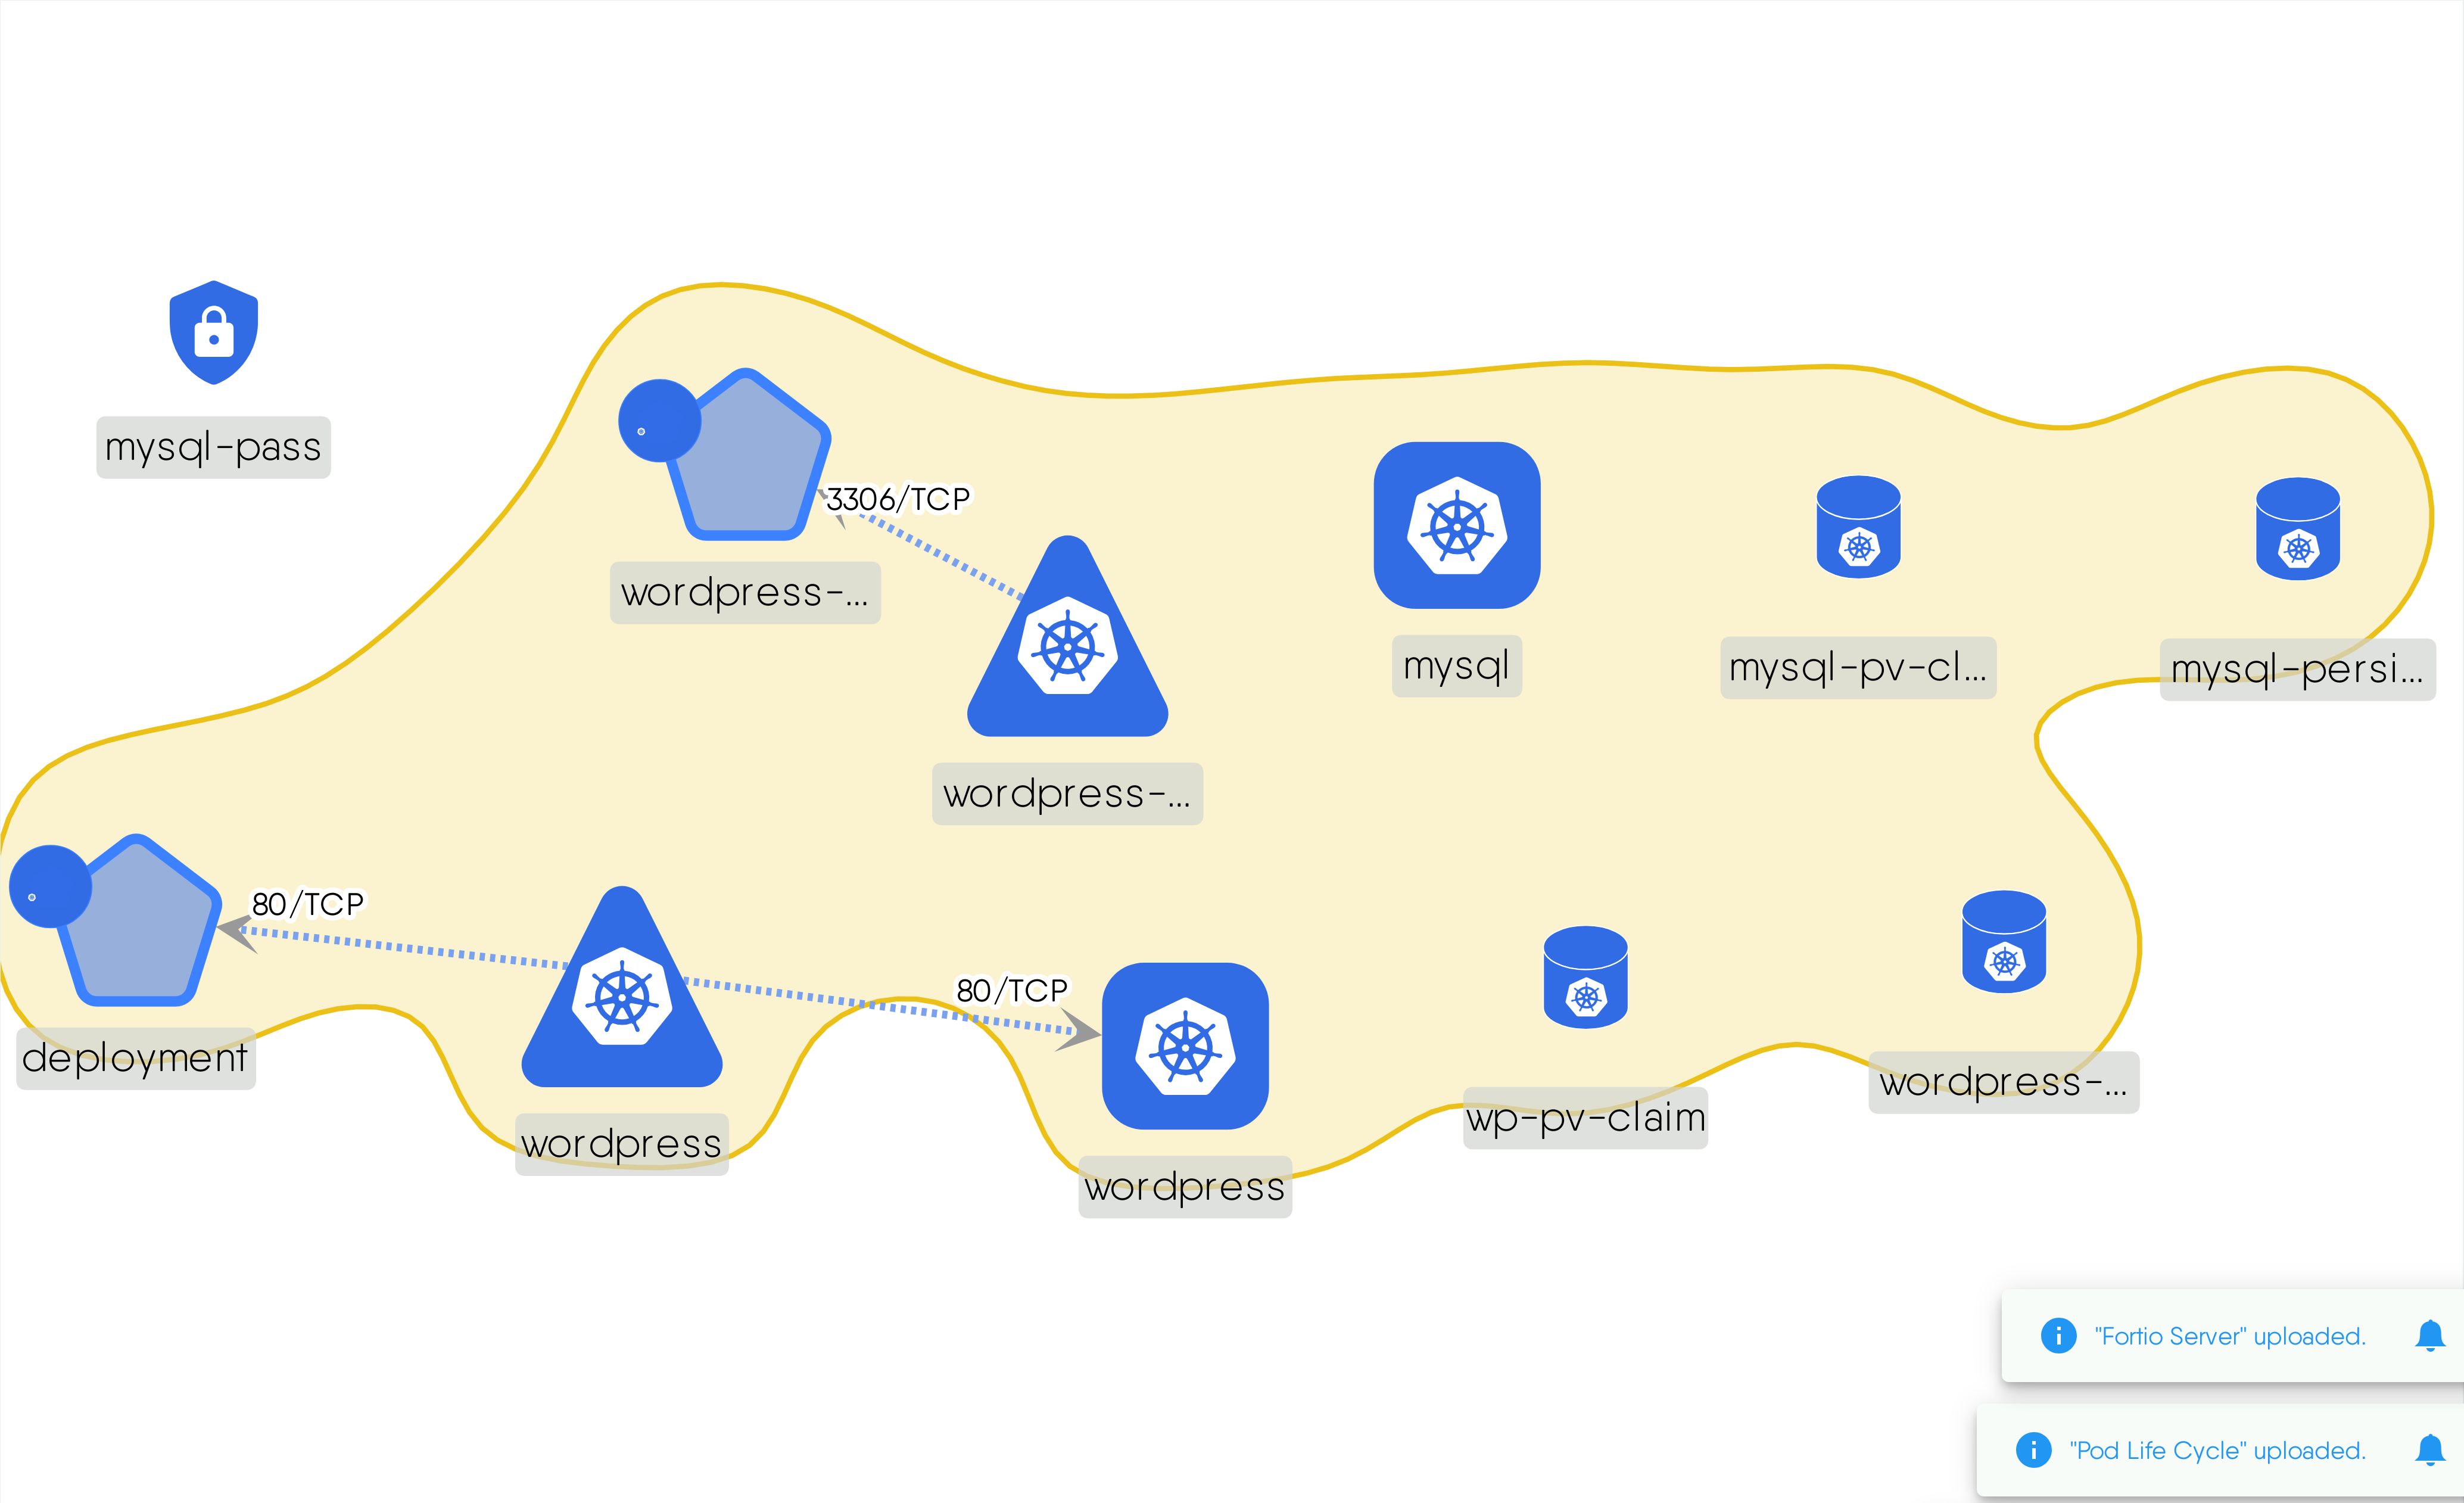 mysql-pass
3306/TCP
wordpress-...
wordpress-...
mysql
mysql-pv-cl...
mysql-persi...
80/TCP
deployment
wordpress
80/TCP
wordpress
wp-pv-claim
wordpress-...
"Fortio Server" uploaded.
"Pod Life Cycle" uploaded.